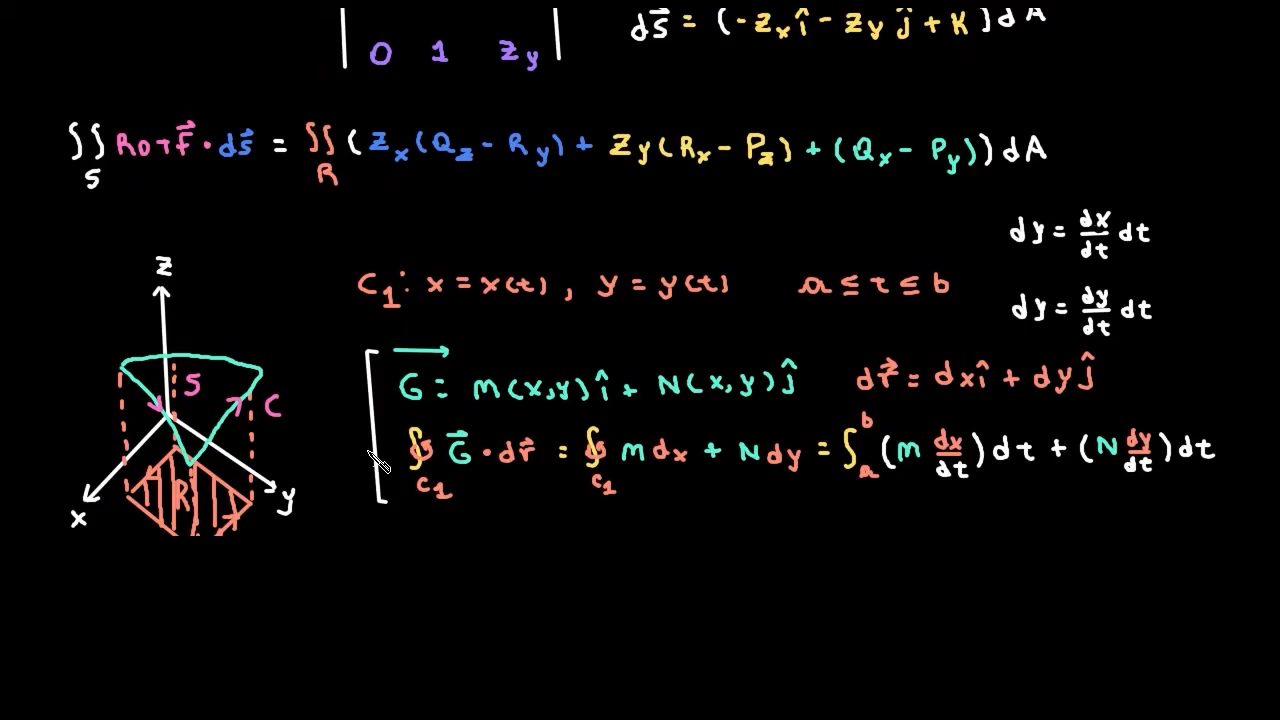 0 1 z_y
dS⃗ = (-z_x î - z_y ĵ + K)dA
∬_S Rot F⃗ · dS⃗ = ∬_R (z_x(Q_z - R_y) + z_y(R_x - P_z) + (Q_x - P_y))dA
dy = dx/dt dt
C_1: x = x(t), y = y(t) a ≤ t ≤ b
dy = dy/dt dt
G = M(x,y)î + N(x,y)ĵ dr⃗ = dxî + dyĵ
∮_{C_1} G⃗ · dr⃗ = ∮_{C_1} M dx + N dy = ∫_a^b (M dx/dt)dt + (N dy/dt)dt
z
S
C
R
x
y